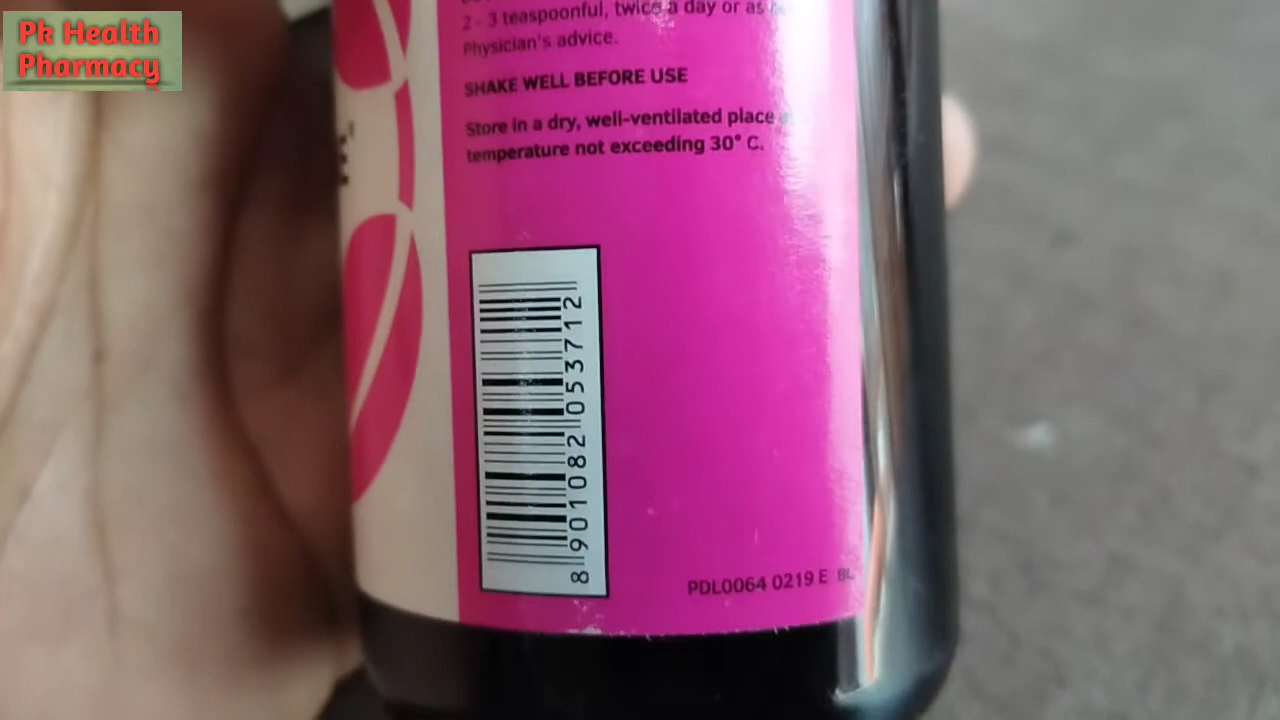 Pk Health
Pharmacy
2 - 3 teaspoonful, twice a day or as
Physician's advice.
SHAKE WELL BEFORE USE
Store in a dry, well-ventilated place
temperature not exceeding 30° C.
8 901082 053712
PDL0064 0219 E BL